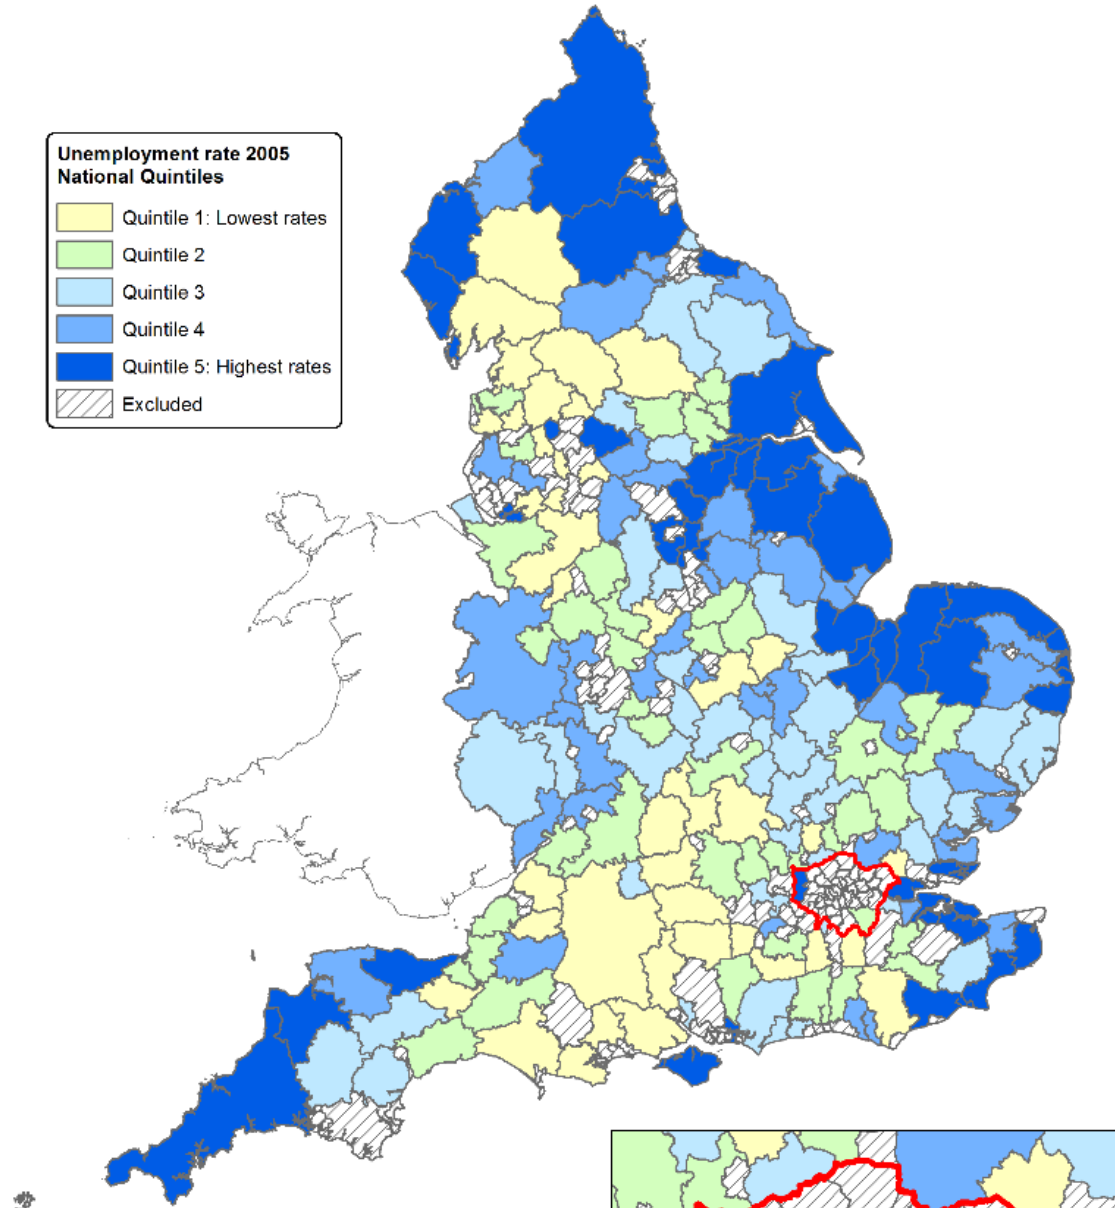 Unemployment rate 2005
National Quintiles
Quintile 1: Lowest rates
Quintile 2
Quintile 3
Quintile 4
Quintile 5: Highest rates
Excluded